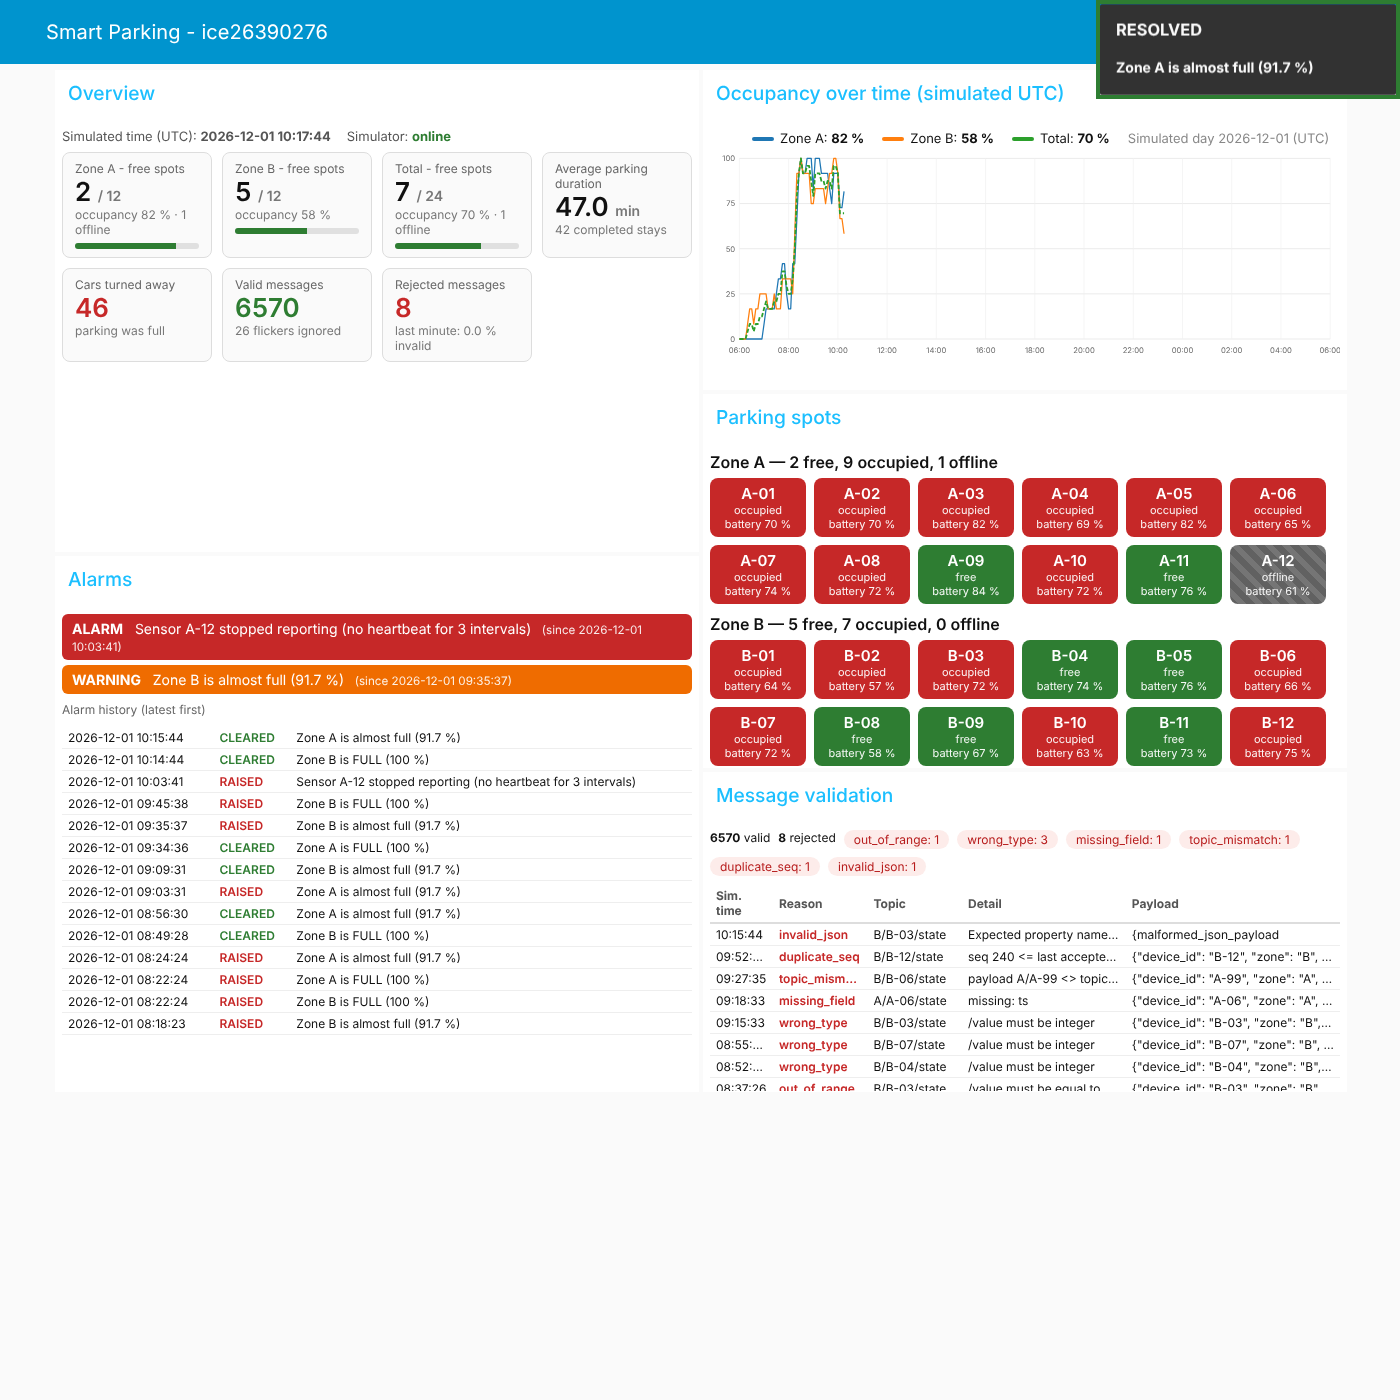 Smart Parking - ice26390276
RESOLVED
Zone A is almost full (91.7 %)
Overview
Simulated time (UTC): 2026-12-01 10:17:44 Simulator: online
Zone A - free spots
2 / 12
occupancy 82 % · 1
offline
Zone B - free spots
5 / 12
occupancy 58 %
Total - free spots
7 / 24
occupancy 70 % · 1
offline
Average parking
duration
47.0 min
42 completed stays
Cars turned away
46
parking was full
Valid messages
6570
26 flickers ignored
Rejected messages
8
last minute: 0.0 %
invalid
Alarms
ALARM Sensor A-12 stopped reporting (no heartbeat for 3 intervals) (since 2026-12-01
10:03:41)
WARNING Zone B is almost full (91.7 %) (since 2026-12-01 09:35:37)
Alarm history (latest first)
2026-12-01 10:15:44 CLEARED Zone A is almost full (91.7 %)
2026-12-01 10:14:44 CLEARED Zone B is FULL (100 %)
2026-12-01 10:03:41 RAISED Sensor A-12 stopped reporting (no heartbeat for 3 intervals)
2026-12-01 09:45:38 RAISED Zone B is FULL (100 %)
2026-12-01 09:35:37 RAISED Zone B is almost full (91.7 %)
2026-12-01 09:34:36 CLEARED Zone A is FULL (100 %)
2026-12-01 09:09:31 CLEARED Zone B is almost full (91.7 %)
2026-12-01 09:03:31 RAISED Zone A is almost full (91.7 %)
2026-12-01 08:56:30 CLEARED Zone A is almost full (91.7 %)
2026-12-01 08:49:28 CLEARED Zone B is FULL (100 %)
2026-12-01 08:24:24 RAISED Zone A is almost full (91.7 %)
2026-12-01 08:22:24 RAISED Zone A is FULL (100 %)
2026-12-01 08:22:24 RAISED Zone B is FULL (100 %)
2026-12-01 08:18:23 RAISED Zone B is almost full (91.7 %)
Occupancy over time (simulated UTC)
Zone A: 82 % Zone B: 58 % Total: 70 % Simulated day 2026-12-01 (UTC)
100
75
50
25
0
06:00 08:00 10:00 12:00 14:00 16:00 18:00 20:00 22:00 00:00 02:00 04:00 06:00
Parking spots
Zone A — 2 free, 9 occupied, 1 offline
A-01 A-02 A-03 A-04 A-05 A-06
occupied occupied occupied occupied occupied occupied
battery 70 % battery 70 % battery 82 % battery 69 % battery 82 % battery 65 %
A-07 A-08 A-09 A-10 A-11 A-12
occupied occupied free occupied free offline
battery 74 % battery 72 % battery 84 % battery 72 % battery 76 % battery 61 %
Zone B — 5 free, 7 occupied, 0 offline
B-01 B-02 B-03 B-04 B-05 B-06
occupied occupied occupied free free occupied
battery 64 % battery 57 % battery 72 % battery 74 % battery 76 % battery 66 %
B-07 B-08 B-09 B-10 B-11 B-12
occupied free free occupied free occupied
battery 72 % battery 58 % battery 67 % battery 63 % battery 73 % battery 75 %
Message validation
6570 valid 8 rejected out_of_range: 1 wrong_type: 3 missing_field: 1 topic_mismatch: 1
duplicate_seq: 1 invalid_json: 1
Sim.
time Reason Topic Detail Payload
10:15:44 invalid_json B/B-03/state Expected property name... {malformed_json_payload
09:52:... duplicate_seq B/B-12/state seq 240 <= last accepte... {"device_id": "B-12", "zone": "B", ...
09:27:35 topic_mism... B/B-06/state payload A/A-99 <> topic... {"device_id": "A-99", "zone": "A", ...
09:18:33 missing_field A/A-06/state missing: ts {"device_id": "A-06", "zone": "A", ...
09:15:33 wrong_type B/B-03/state /value must be integer {"device_id": "B-03", "zone": "B",...
08:55:... wrong_type B/B-07/state /value must be integer {"device_id": "B-07", "zone": "B", ...
08:52:... wrong_type B/B-04/state /value must be integer {"device_id": "B-04", "zone": "B",...
08:37:26 out_of_range B/B-03/state /value must be equal to {"device_id": "B-03", "zone": "B"